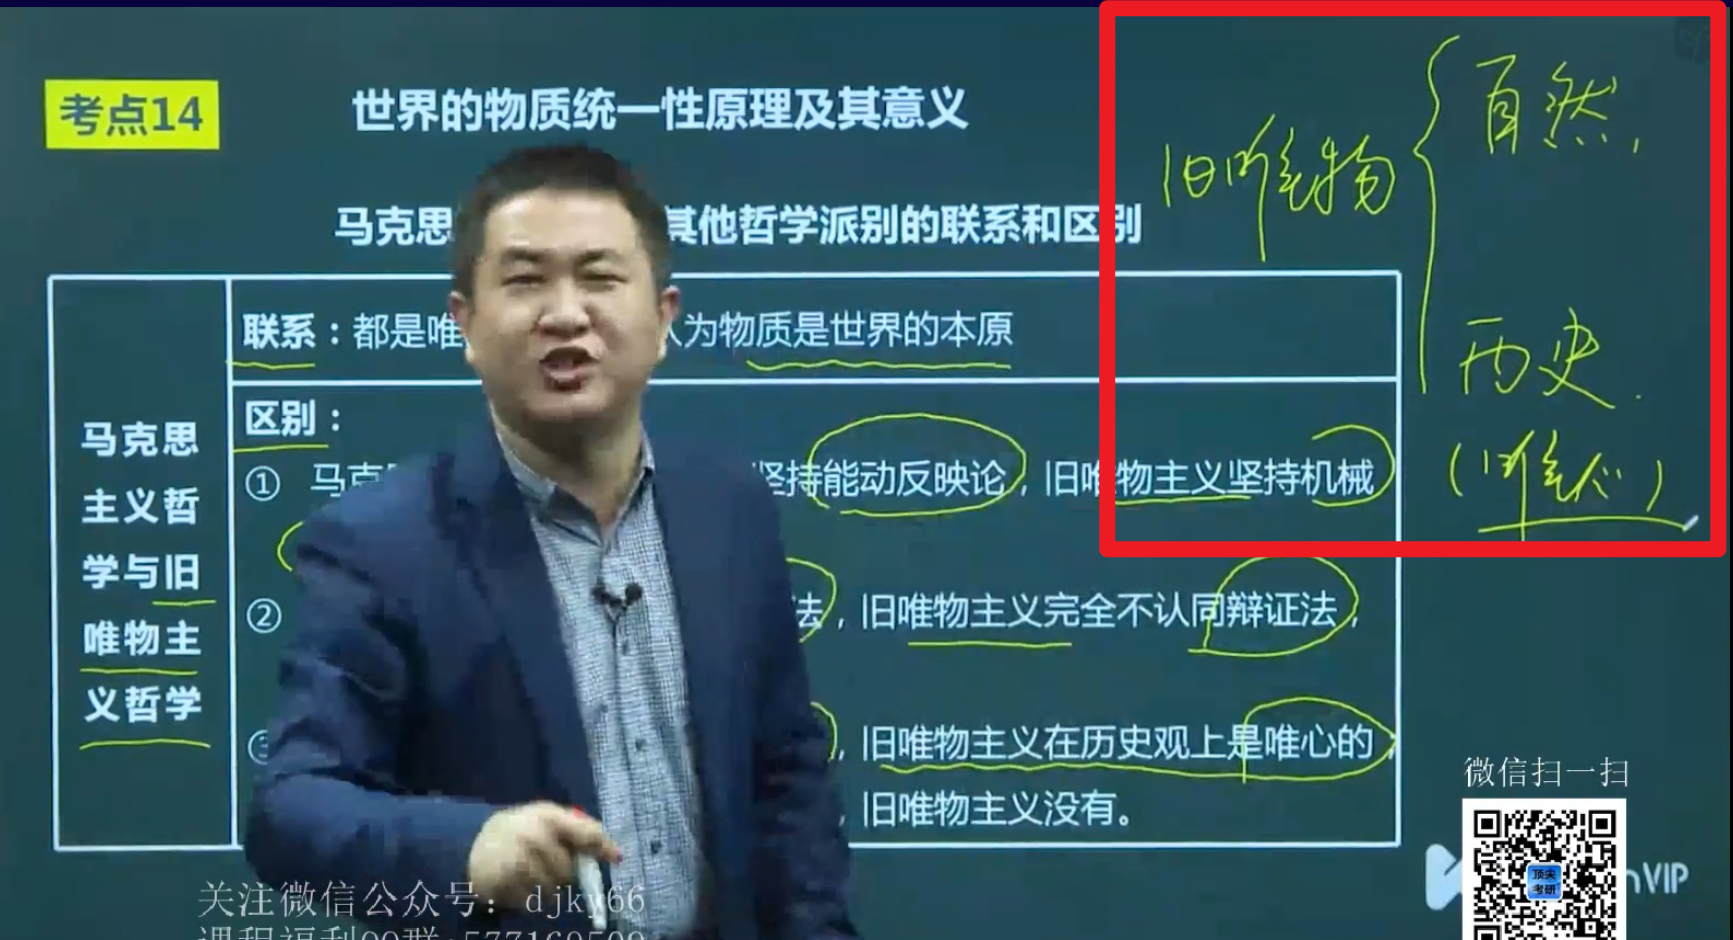 考点14
世界的物质统一性原理及其意义
马克思 其他哲学派别的联系和区别
联系：都是唯 认为物质是世界的本原
区别：
① 马克 坚持能动反映论，旧唯物主义坚持机械
② 法，旧唯物主义完全不认同辩证法，
③ ，旧唯物主义在历史观上是唯心的，
，旧唯物主义没有。
马克思
主义哲
学与旧
唯物主
义哲学
旧唯物
自然，
历史.
(唯心)
微信扫一扫
顶尖
考研
VIP
关注微信公众号：djky66
课程福利QQ群:577169509